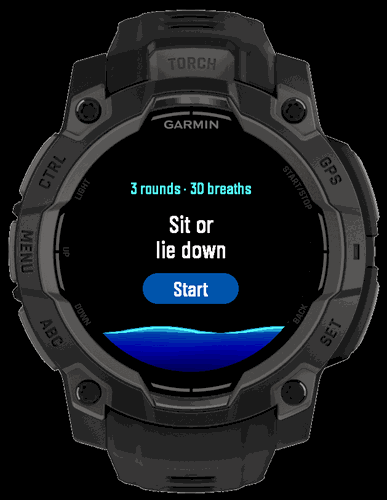 TORCH
GARMIN
CTRL
GPS
LIGHT
START/STOP
3 rounds · 30 breaths
Sit or
lie down
MENU
UP
Start
DOWN
BACK
ABC
SET